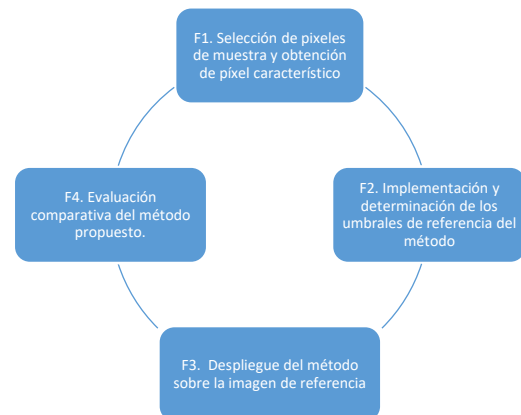 F1. Selección de pixeles
de muestra y obtención
de píxel característico
F2. Implementación y
determinación de los
umbrales de referencia del
método
F3. Despliegue del método
sobre la imagen de referencia
F4. Evaluación
comparativa del método
propuesto.